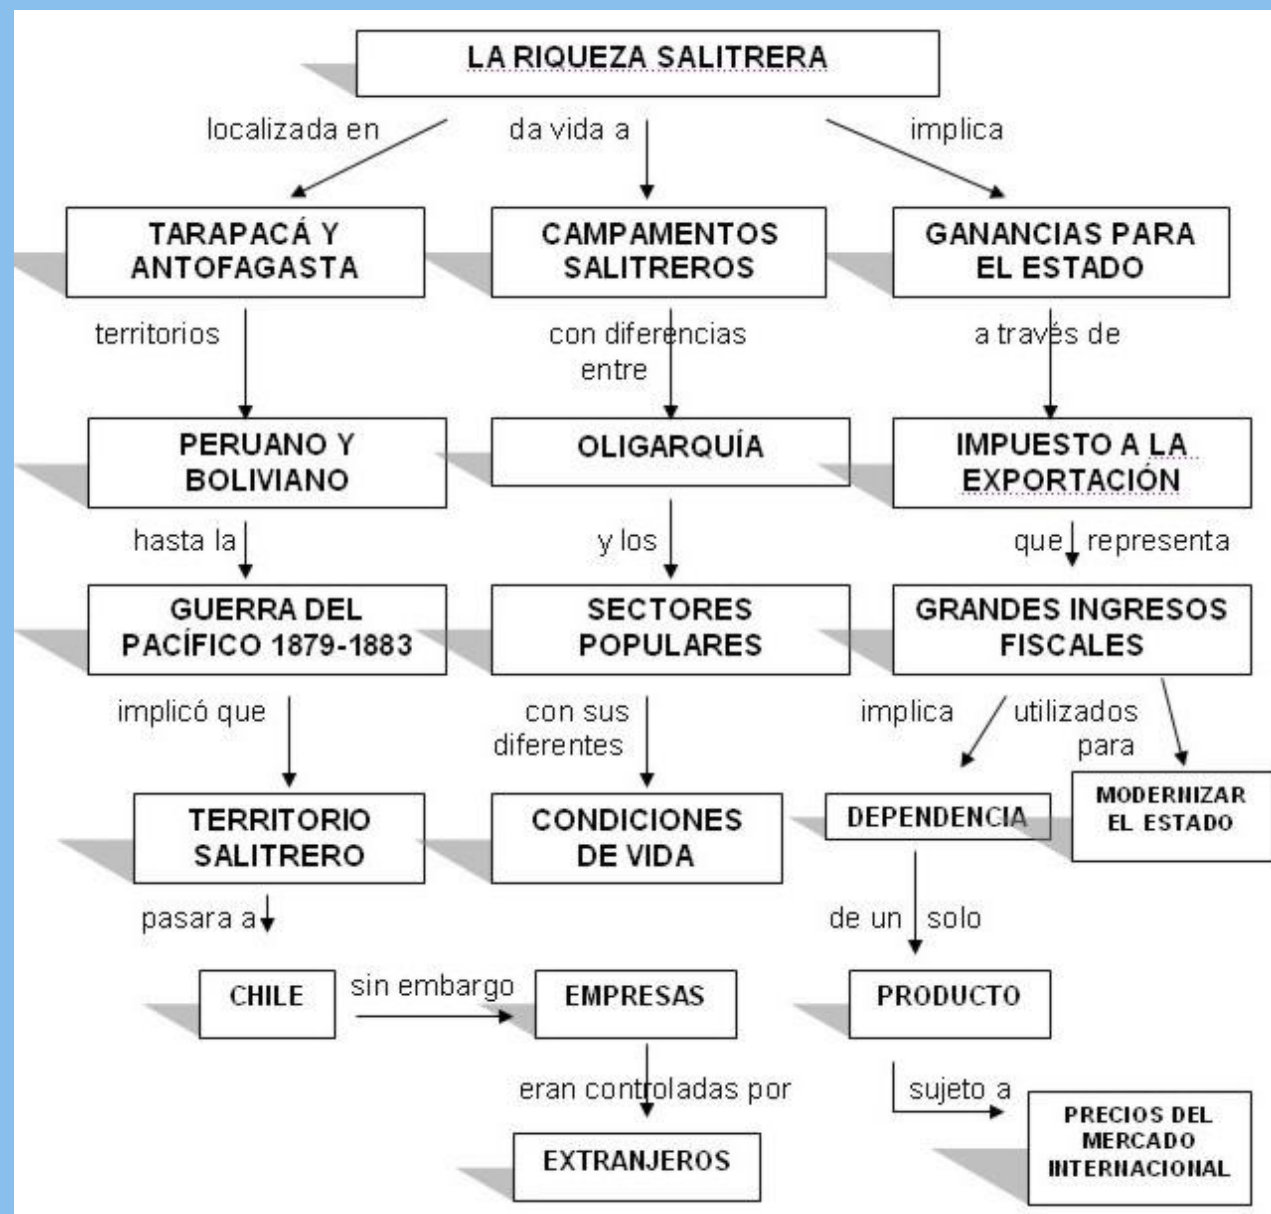 LA RIQUEZA SALITRERA
localizada en
da vida a
implica
TARAPACÁ Y
ANTOFAGASTA
CAMPAMENTOS
SALITREROS
GANANCIAS PARA
EL ESTADO
territorios
con diferencias
entre
a través de
PERUANO Y
BOLIVIANO
OLIGARQUÍA
IMPUESTO A LA
EXPORTACIÓN
hasta la
y los
que representa
GUERRA DEL
PACÍFICO 1879-1883
SECTORES
POPULARES
GRANDES INGRESOS
FISCALES
implicó que
con sus
diferentes
implica
utilizados
para
TERRITORIO
SALITRERO
CONDICIONES
DE VIDA
DEPENDENCIA
MODERNIZAR
EL ESTADO
pasara a
de un solo
CHILE
sin embargo
EMPRESAS
PRODUCTO
eran controladas por
sujeto a
EXTRANJEROS
PRECIOS DEL
MERCADO
INTERNACIONAL